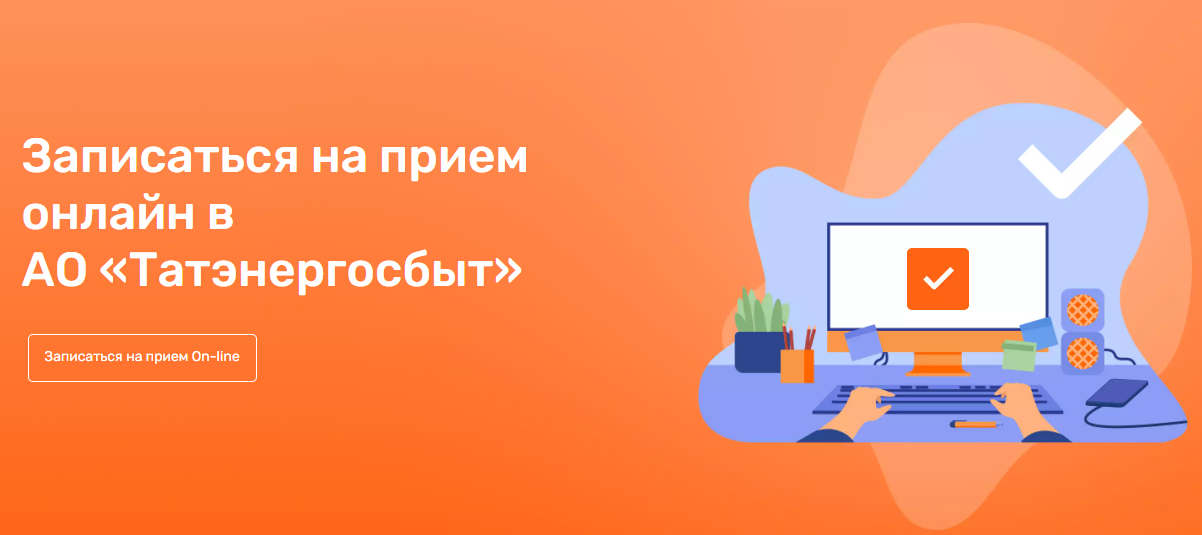 Записаться на прием
онлайн в
АО «Татэнергосбыт»
Записаться на прием On-line